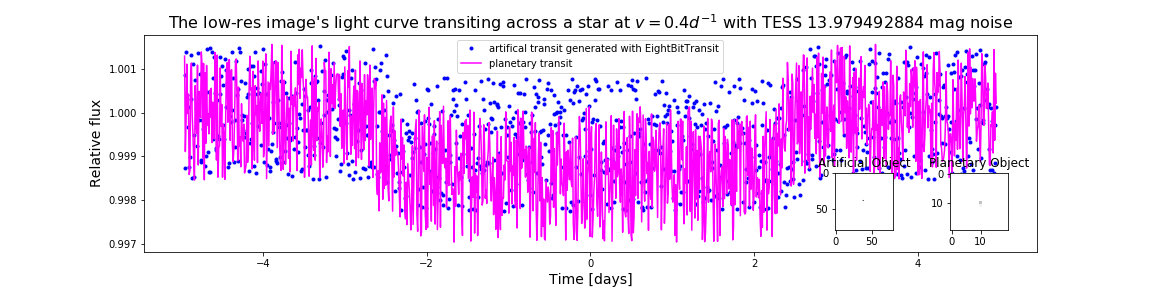 The low-res image's light curve transiting across a star at v = 0.4d⁻¹ with TESS 13.979492884 mag noise
artifical transit generated with EightBitTransit
planetary transit
Relative flux
1.001
1.000
0.999
0.998
0.997
Artificial Object
0
50
0 50
Planetary Object
0
10
0 10
−4 −2 0 2 4
Time [days]